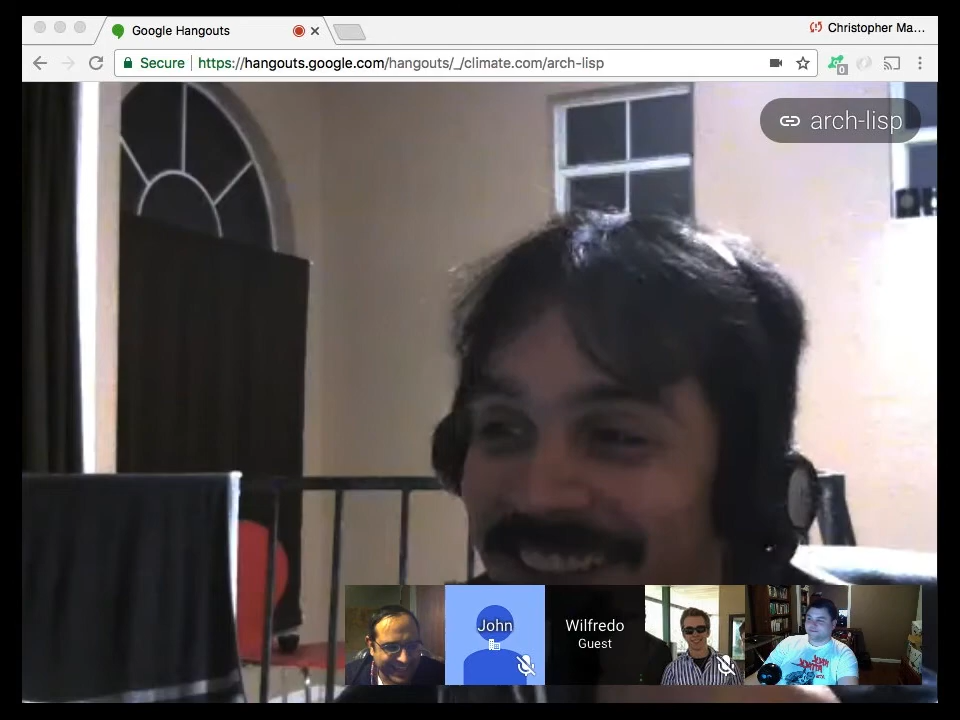 Google Hangouts
Christopher Ma...
Secure
https://hangouts.google.com/hangouts/_/climate.com/arch-lisp
0
arch-lisp
John
Wilfredo
Guest